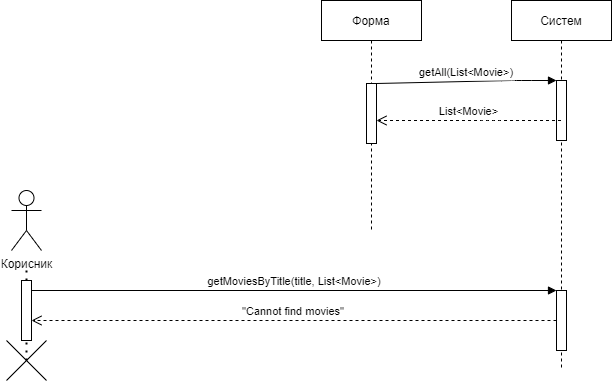 Форма
Систем
getAll(List<Movie>)
List<Movie>
Корисник
getMoviesByTitle(title, List<Movie>)
"Cannot find movies"